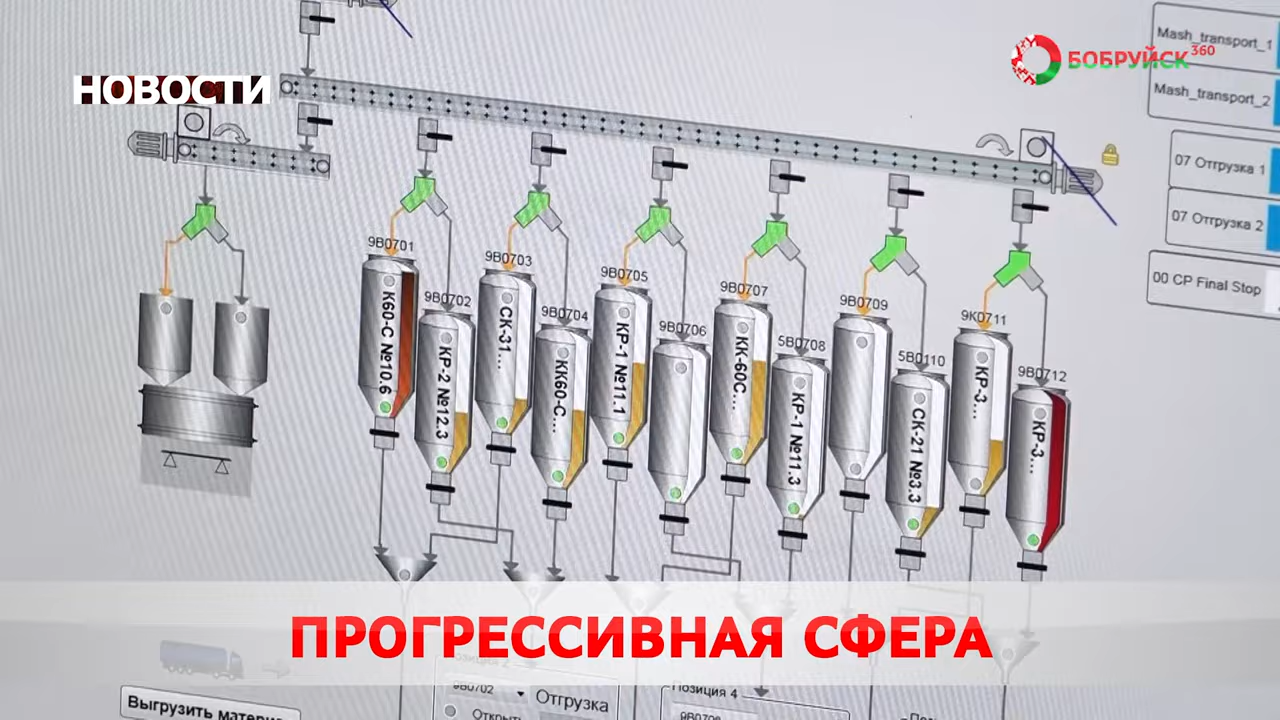 НОВОСТИ
БОБРУЙСК 360
Mash_transport_1
Mash_transport_2
07 Отгрузка 1
07 Отгрузка 2
00 CP Final Stop
9B0701
9B0702
9B0703
9B0704
9B0705
9B0706
9B0707
5B0708
9B0709
5B0110
9K0711
9B0712
К60-С №10.6
КР-2 №12.3
СК-31...
КК60-С...
КР-1 №11.1
КК-60С...
КР-1 №11.3
СК-21 №3.3
КР-3...
КР-3...
ПРОГРЕССИВНАЯ СФЕРА
9B0702
Отгрузка
Позиция 4
Выгрузить